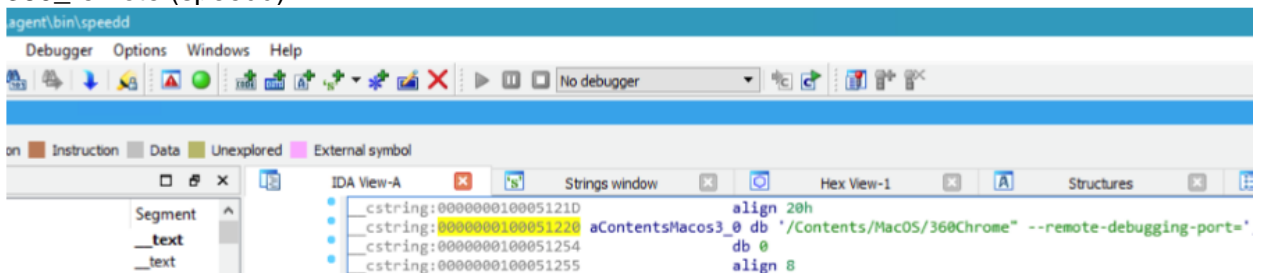 agent\bin\speedd
Debugger Options Windows Help
No debugger
on Instruction Data Unexplored External symbol
IDA View-A Strings window Hex View-1 Structures
Segment
__text
__text
__cstring:000000010005121D align 20h
__cstring:0000000100051220 aContentsMacos3_0 db '/Contents/MacOS/360Chrome" --remote-debugging-port='
__cstring:0000000100051254 db 0
__cstring:0000000100051255 align 8